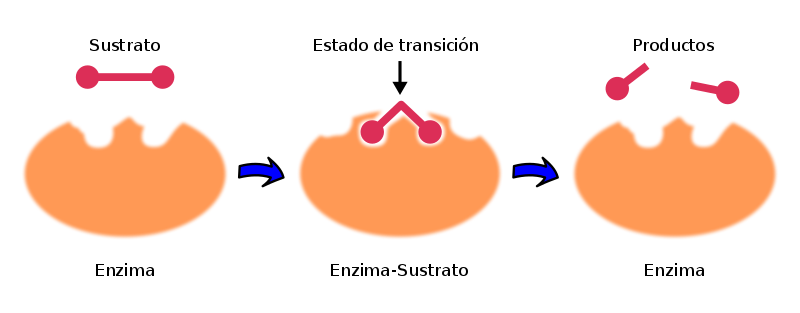 Sustrato
Estado de transición
Productos
Enzima
Enzima-Sustrato
Enzima